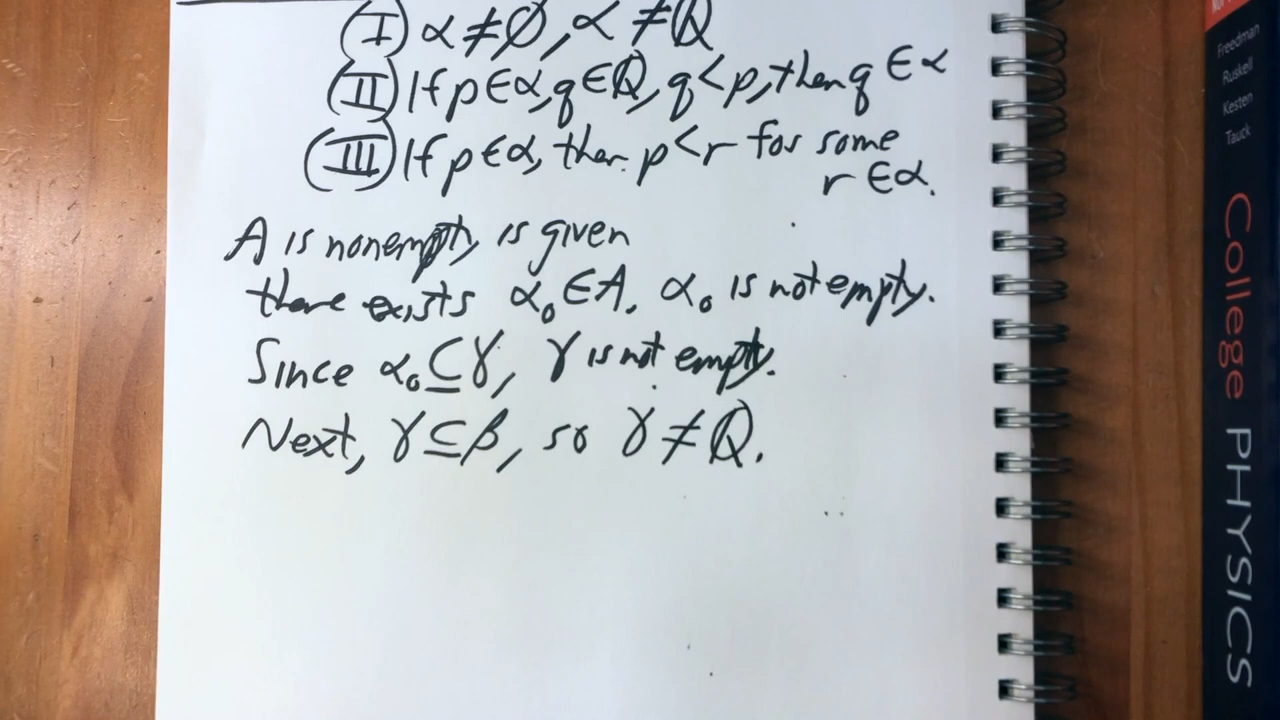 (I) α ≠ ∅, α ≠ ℚ
(II) If p ∈ α, q ∈ ℚ, q < p, then q ∈ α
(III) If p ∈ α, then p < r for some
r ∈ α.
A is nonempty is given
there exists α₀ ∈ A. α₀ is not empty.
Since α₀ ⊆ γ, γ is not empty.
Next, γ ⊆ β, so γ ≠ ℚ.
Freedman
Ruskell
Kesten
Tauck
College PHYSICS